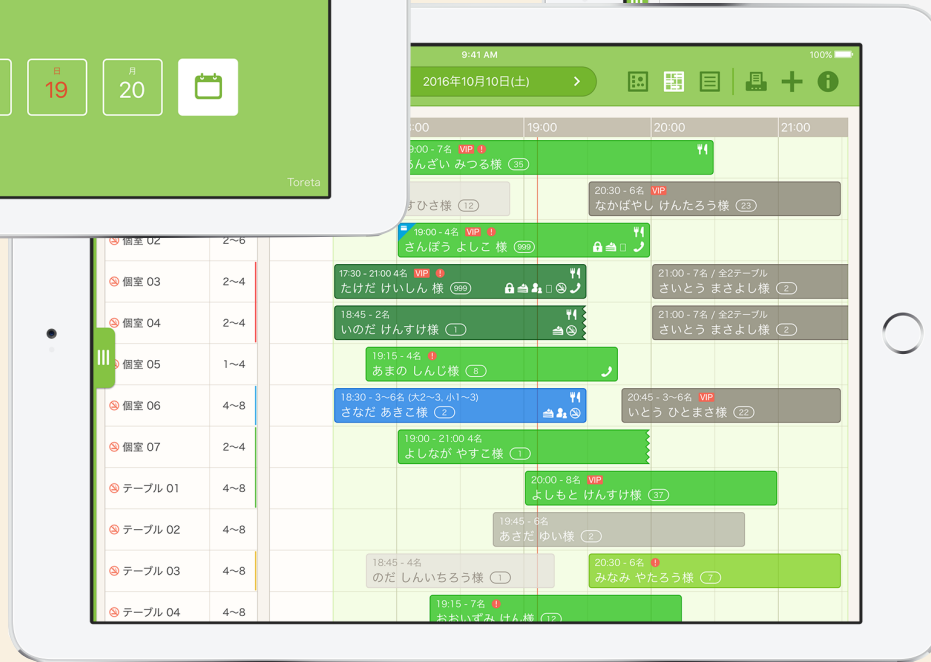 日
19
月
20
Toreta
9:41 AM
100%
2016年10月10日(土)
:00
19:00
20:00
21:00
9:00 - 7名 VIP !
んざい みつる様 35
すひさ様 12
20:30 - 6名 VIP
なかばやし けんたろう様 23
個室 02 2〜6
19:00 - 4名 VIP !
さんぽう よしこ 様 999
個室 03 2〜4
17:30 - 21:00 4名 VIP !
たけだ けいしん 様 999
21:00 - 7名 / 全2テーブル
さいとう まさよし様 2
個室 04 2〜4
18:45 - 2名
いのだ けんすけ様 1
21:00 - 7名 / 全2テーブル
さいとう まさよし様 2
個室 05 1〜4
19:15 - 4名 !
あまの しんじ様 8
個室 06 4〜8
18:30 - 3〜6名 (大2〜3, 小1〜3)
さなだ あきこ様 2
20:45 - 3〜6名 VIP
いとう ひとまさ様 22
個室 07 2〜4
19:00 - 21:00 4名
よしなが やすこ様 1
テーブル 01 4〜8
20:00 - 8名 VIP
よしもと けんすけ様 37
テーブル 02 4〜8
19:45 - 6名
あさだ ゆい様 2
テーブル 03 4〜8
18:45 - 4名
のだ しんいちろう様 1
20:30 - 6名 !
みなみ やたろう様 7
テーブル 04 4〜8
19:15 - 7名 !
おおいずみ けん様 12